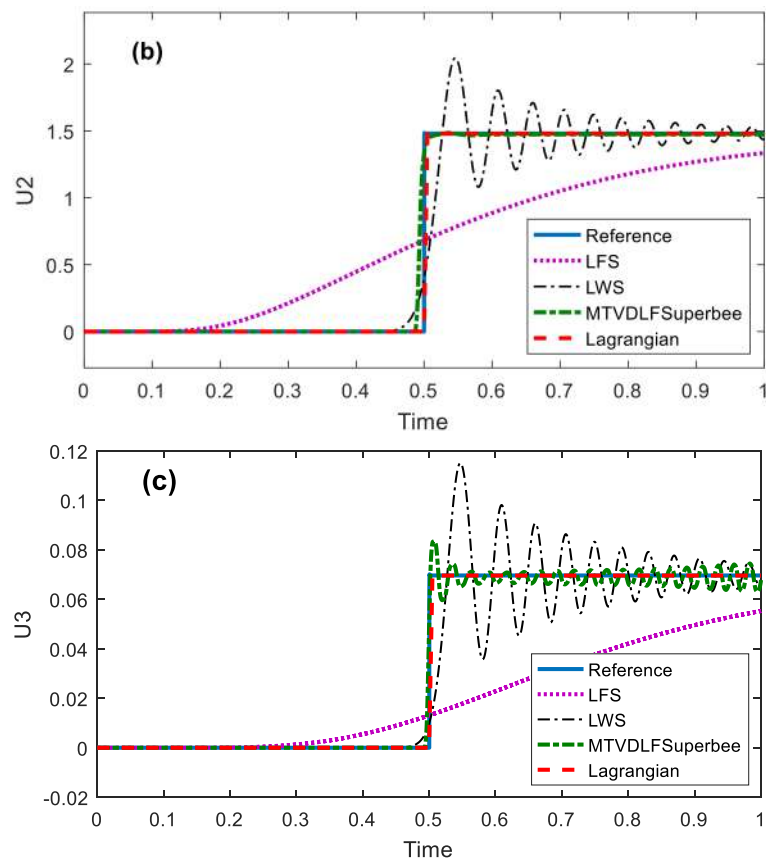 (b)
2
1.5
1
0.5
0
U2
Reference
LFS
LWS
MTVDLFSuperbee
Lagrangian
0 0.1 0.2 0.3 0.4 0.5 0.6 0.7 0.8 0.9 1
Time
(c)
0.12
0.1
0.08
0.06
0.04
0.02
0
-0.02
U3
Reference
LFS
LWS
MTVDLFSuperbee
Lagrangian
0 0.1 0.2 0.3 0.4 0.5 0.6 0.7 0.8 0.9 1
Time